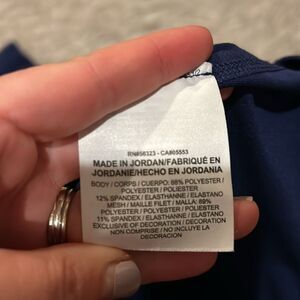 RN#56323 - CA#05553
MADE IN JORDAN/FABRIQUÉ EN
JORDANIE/HECHO EN JORDANIA
BODY / CORPS / CUERPO: 88% POLYESTER /
POLYESTER / POLIÉSTER
12% SPANDEX / ELASTHANNE / ELASTANO
MESH / MAILLE FILET / MALLA: 89%
POLYESTER / POLYESTER / POLIÉSTER
11% SPANDEX / ELASTHANNE / ELASTANO
EXCLUSIVE OF DECORATION / DECORATION
NON COMPRISE / NO INCLUYE LA
DECORACIÓN